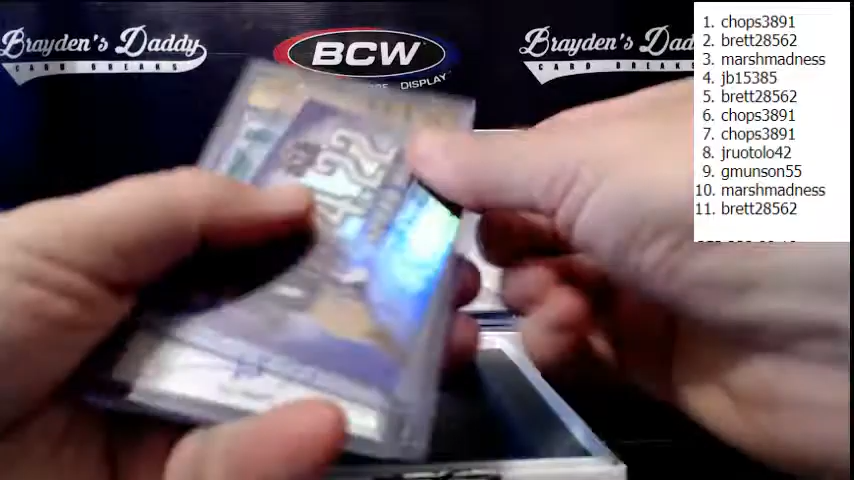 Brayden's Daddy
CARD BREAKS
BCW
DISPLAY
Brayden's Da
CARD BREAKS
1. chops3891
2. brett28562
3. marshmadness
4. jb15385
5. brett28562
6. chops3891
7. chops3891
8. jruotolo42
9. gmunson55
10. marshmadness
11. brett28562